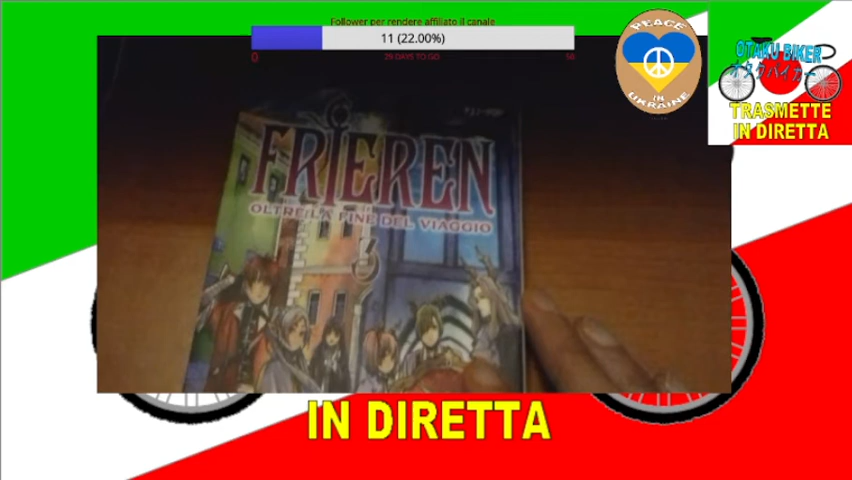 Follower per rendere affiliato il canale
11 (22.00%)
0
29 DAYS TO GO
50
PEACE
IN
UKRAINE
OTAKU BIKER
オタクバイカー
TRASMETTE
IN DIRETTA
FRIEREN
OLTRE LA FINE DEL VIAGGIO
IN DIRETTA